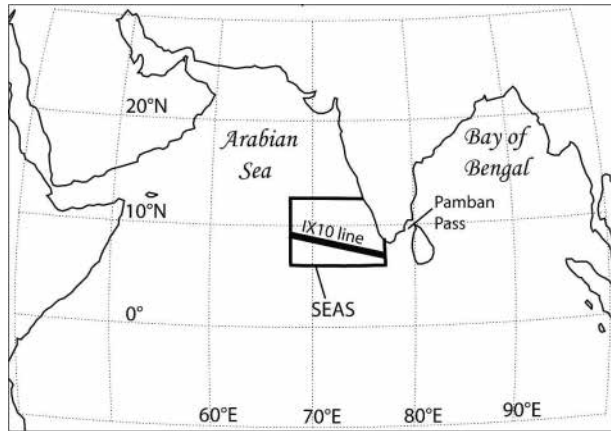 20°N
Arabian
Sea
Bay of
Bengal
10°N
Pamban
Pass
IX10 line
SEAS
0°
60°E
70°E
80°E
90°E